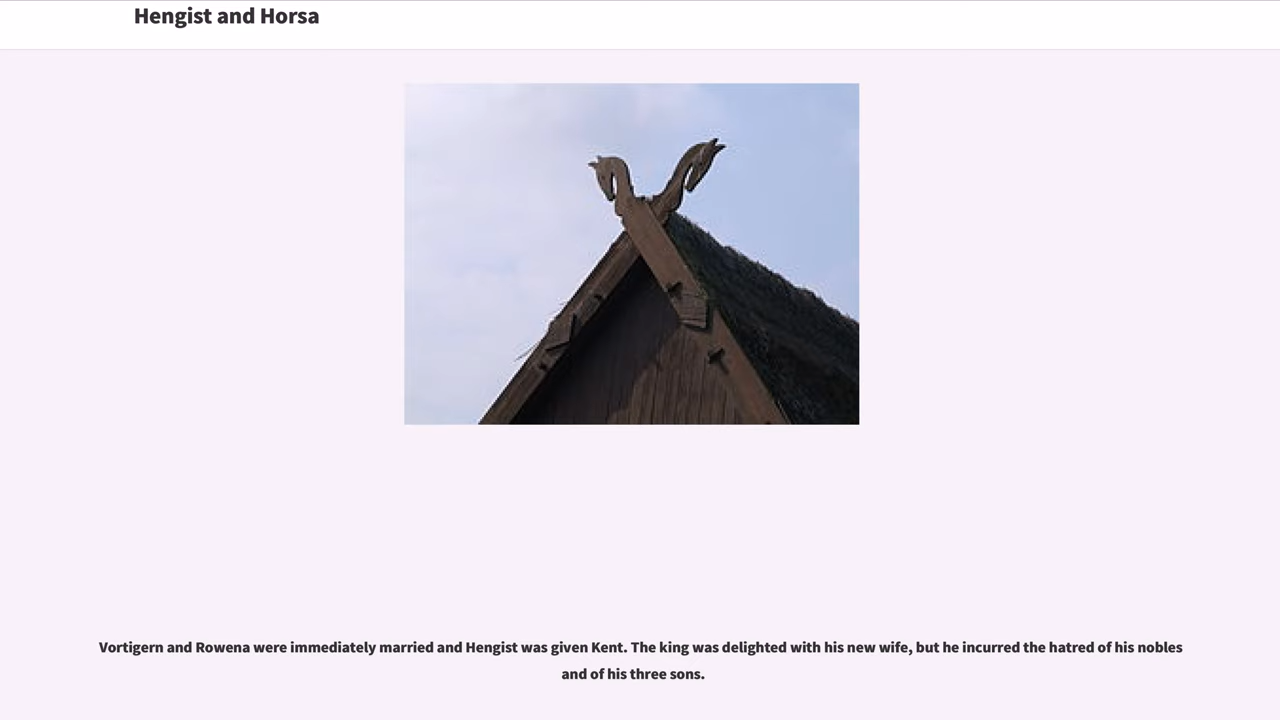 Hengist and Horsa
Vortigern and Rowena were immediately married and Hengist was given Kent. The king was delighted with his new wife, but he incurred the hatred of his nobles
and of his three sons.